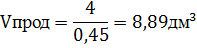 Vпрод = 4/0,45 = 8,89дм³